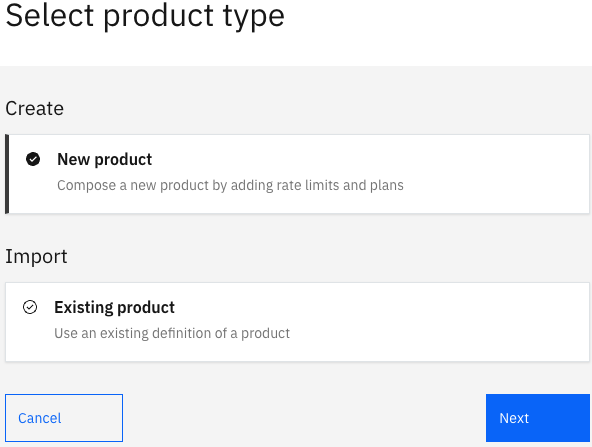 Select product type
Create
New product
Compose a new product by adding rate limits and plans
Import
Existing product
Use an existing definition of a product
Cancel
Next